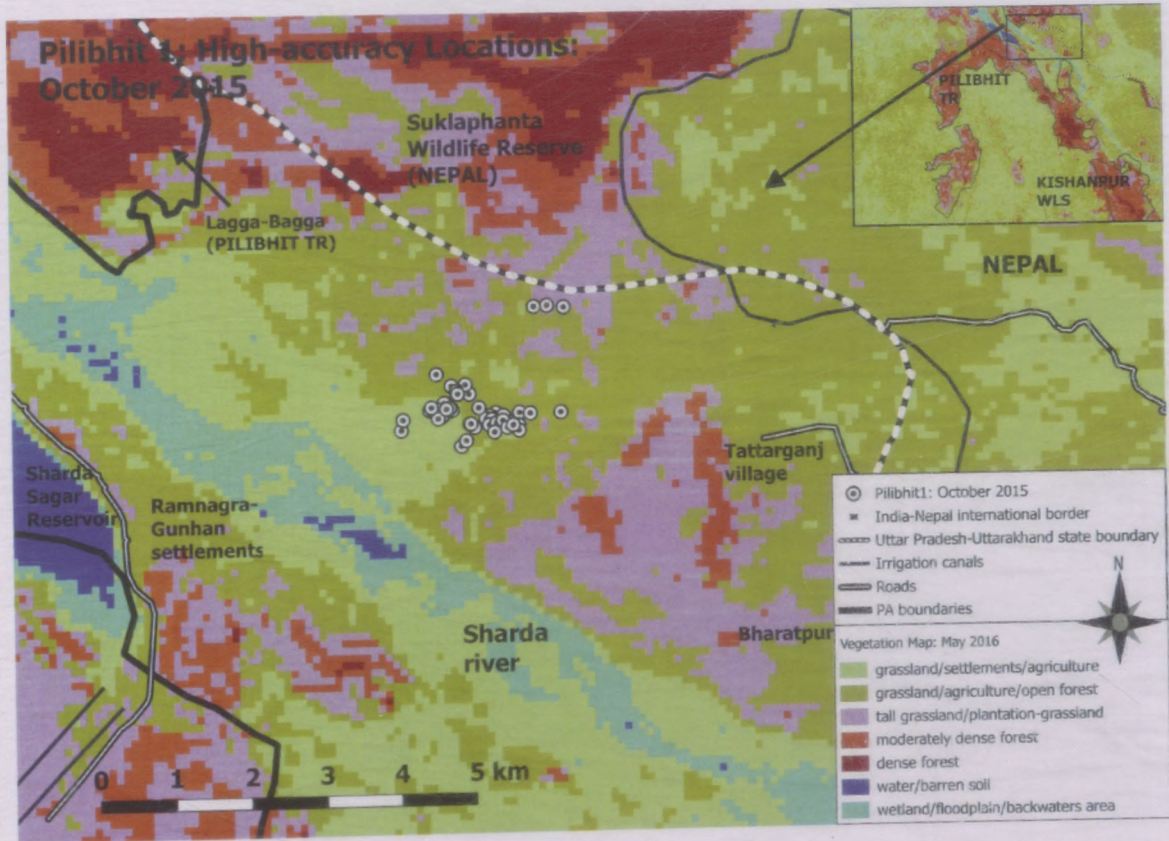 Pilibhit 1; High-accuracy Locations:
October 2015
PILIBHIT
TR
KISHANPUR
WLS
Suklaphanta
Wildlife Reserve
(NEPAL)
Lagga-Bagga
(PILIBHIT TR)
NEPAL
Tattarganj
village
Sharda
Sagar
Reservoir
Ramnagra-
Gunhan
settlements
Sharda
river
Bharatpur
Pilibhit1: October 2015
India-Nepal international border
Uttar Pradesh-Uttarakhand state boundary
Irrigation canals
Roads
PA boundaries
N
Vegetation Map: May 2016
grassland/settlements/agriculture
grassland/agriculture/open forest
tall grassland/plantation-grassland
moderately dense forest
dense forest
water/barren soil
wetland/floodplain/backwaters area
0 1 2 3 4 5 km